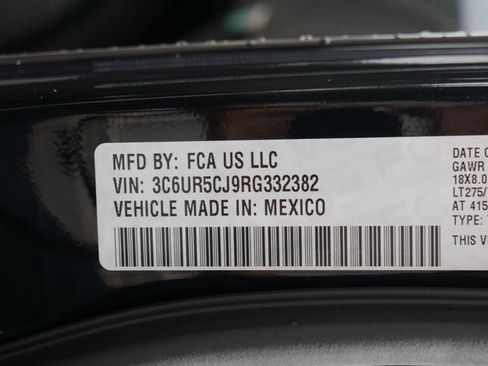 MFD BY: FCA US LLC
VIN: 3C6UR5CJ9RG332382
VEHICLE MADE IN: MEXICO
DATE O
GAWR
18X8.0
LT275/
AT 415
TYPE:
THIS V